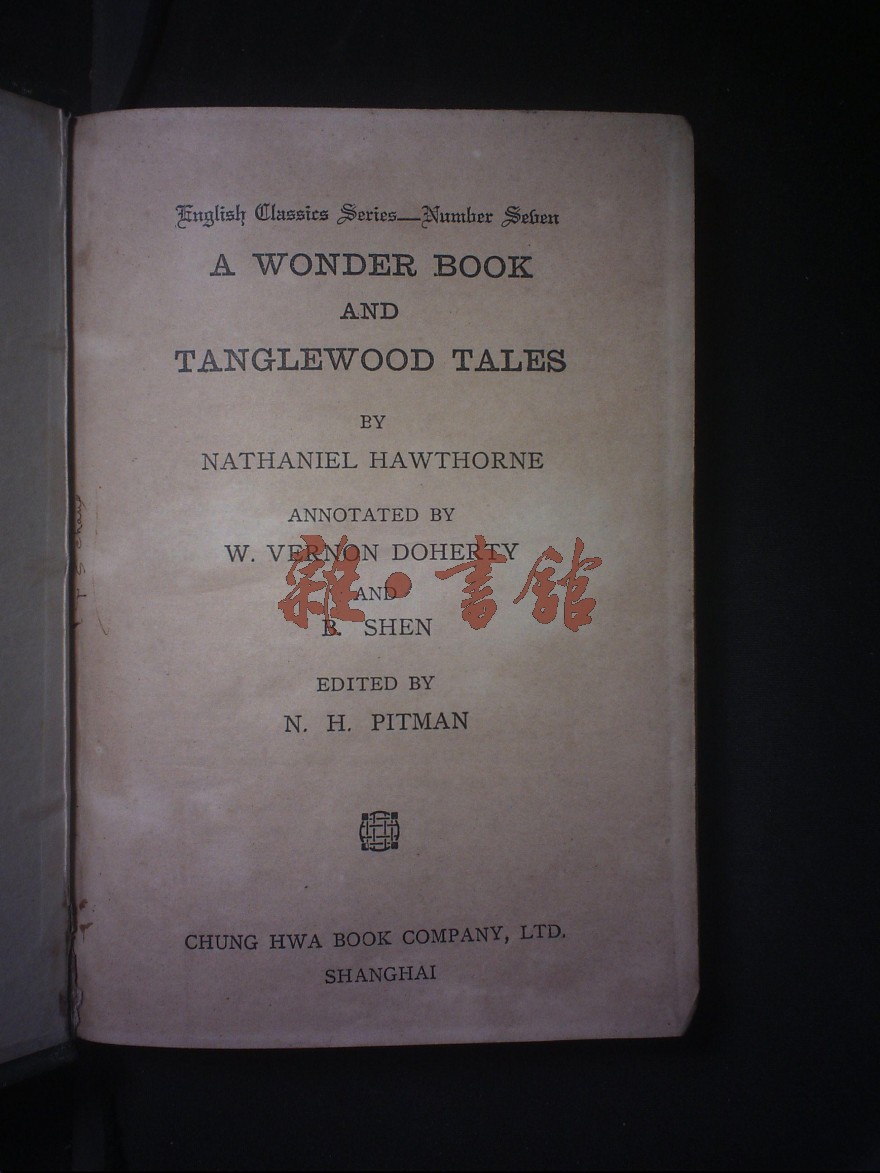 English Classics Series—Number Seven
A WONDER BOOK
AND
TANGLEWOOD TALES
BY
NATHANIEL HAWTHORNE
ANNOTATED BY
W. VERNON DOHERTY
AND
B. SHEN
雜·書館
EDITED BY
N. H. PITMAN
CHUNG HWA BOOK COMPANY, LTD.
SHANGHAI